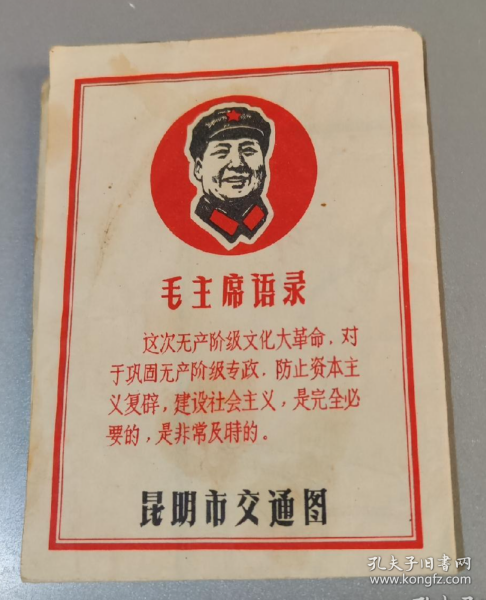 毛主席语录
这次无产阶级文化大革命，对
于巩固无产阶级专政，防止资本主
义复辟，建设社会主义，是完全必
要的，是非常及時的。
昆明市交通图
孔夫子旧书网
www.kongfz.com